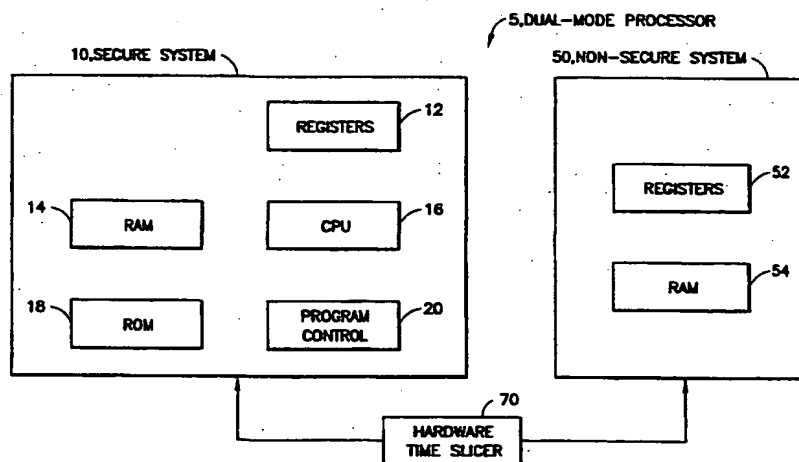 5,DUAL-MODE PROCESSOR
10,SECURE SYSTEM
50,NON-SECURE SYSTEM
REGISTERS
12
14
RAM
CPU
16
18
ROM
PROGRAM
CONTROL
20
REGISTERS
52
RAM
54
70
HARDWARE
TIME SLICER